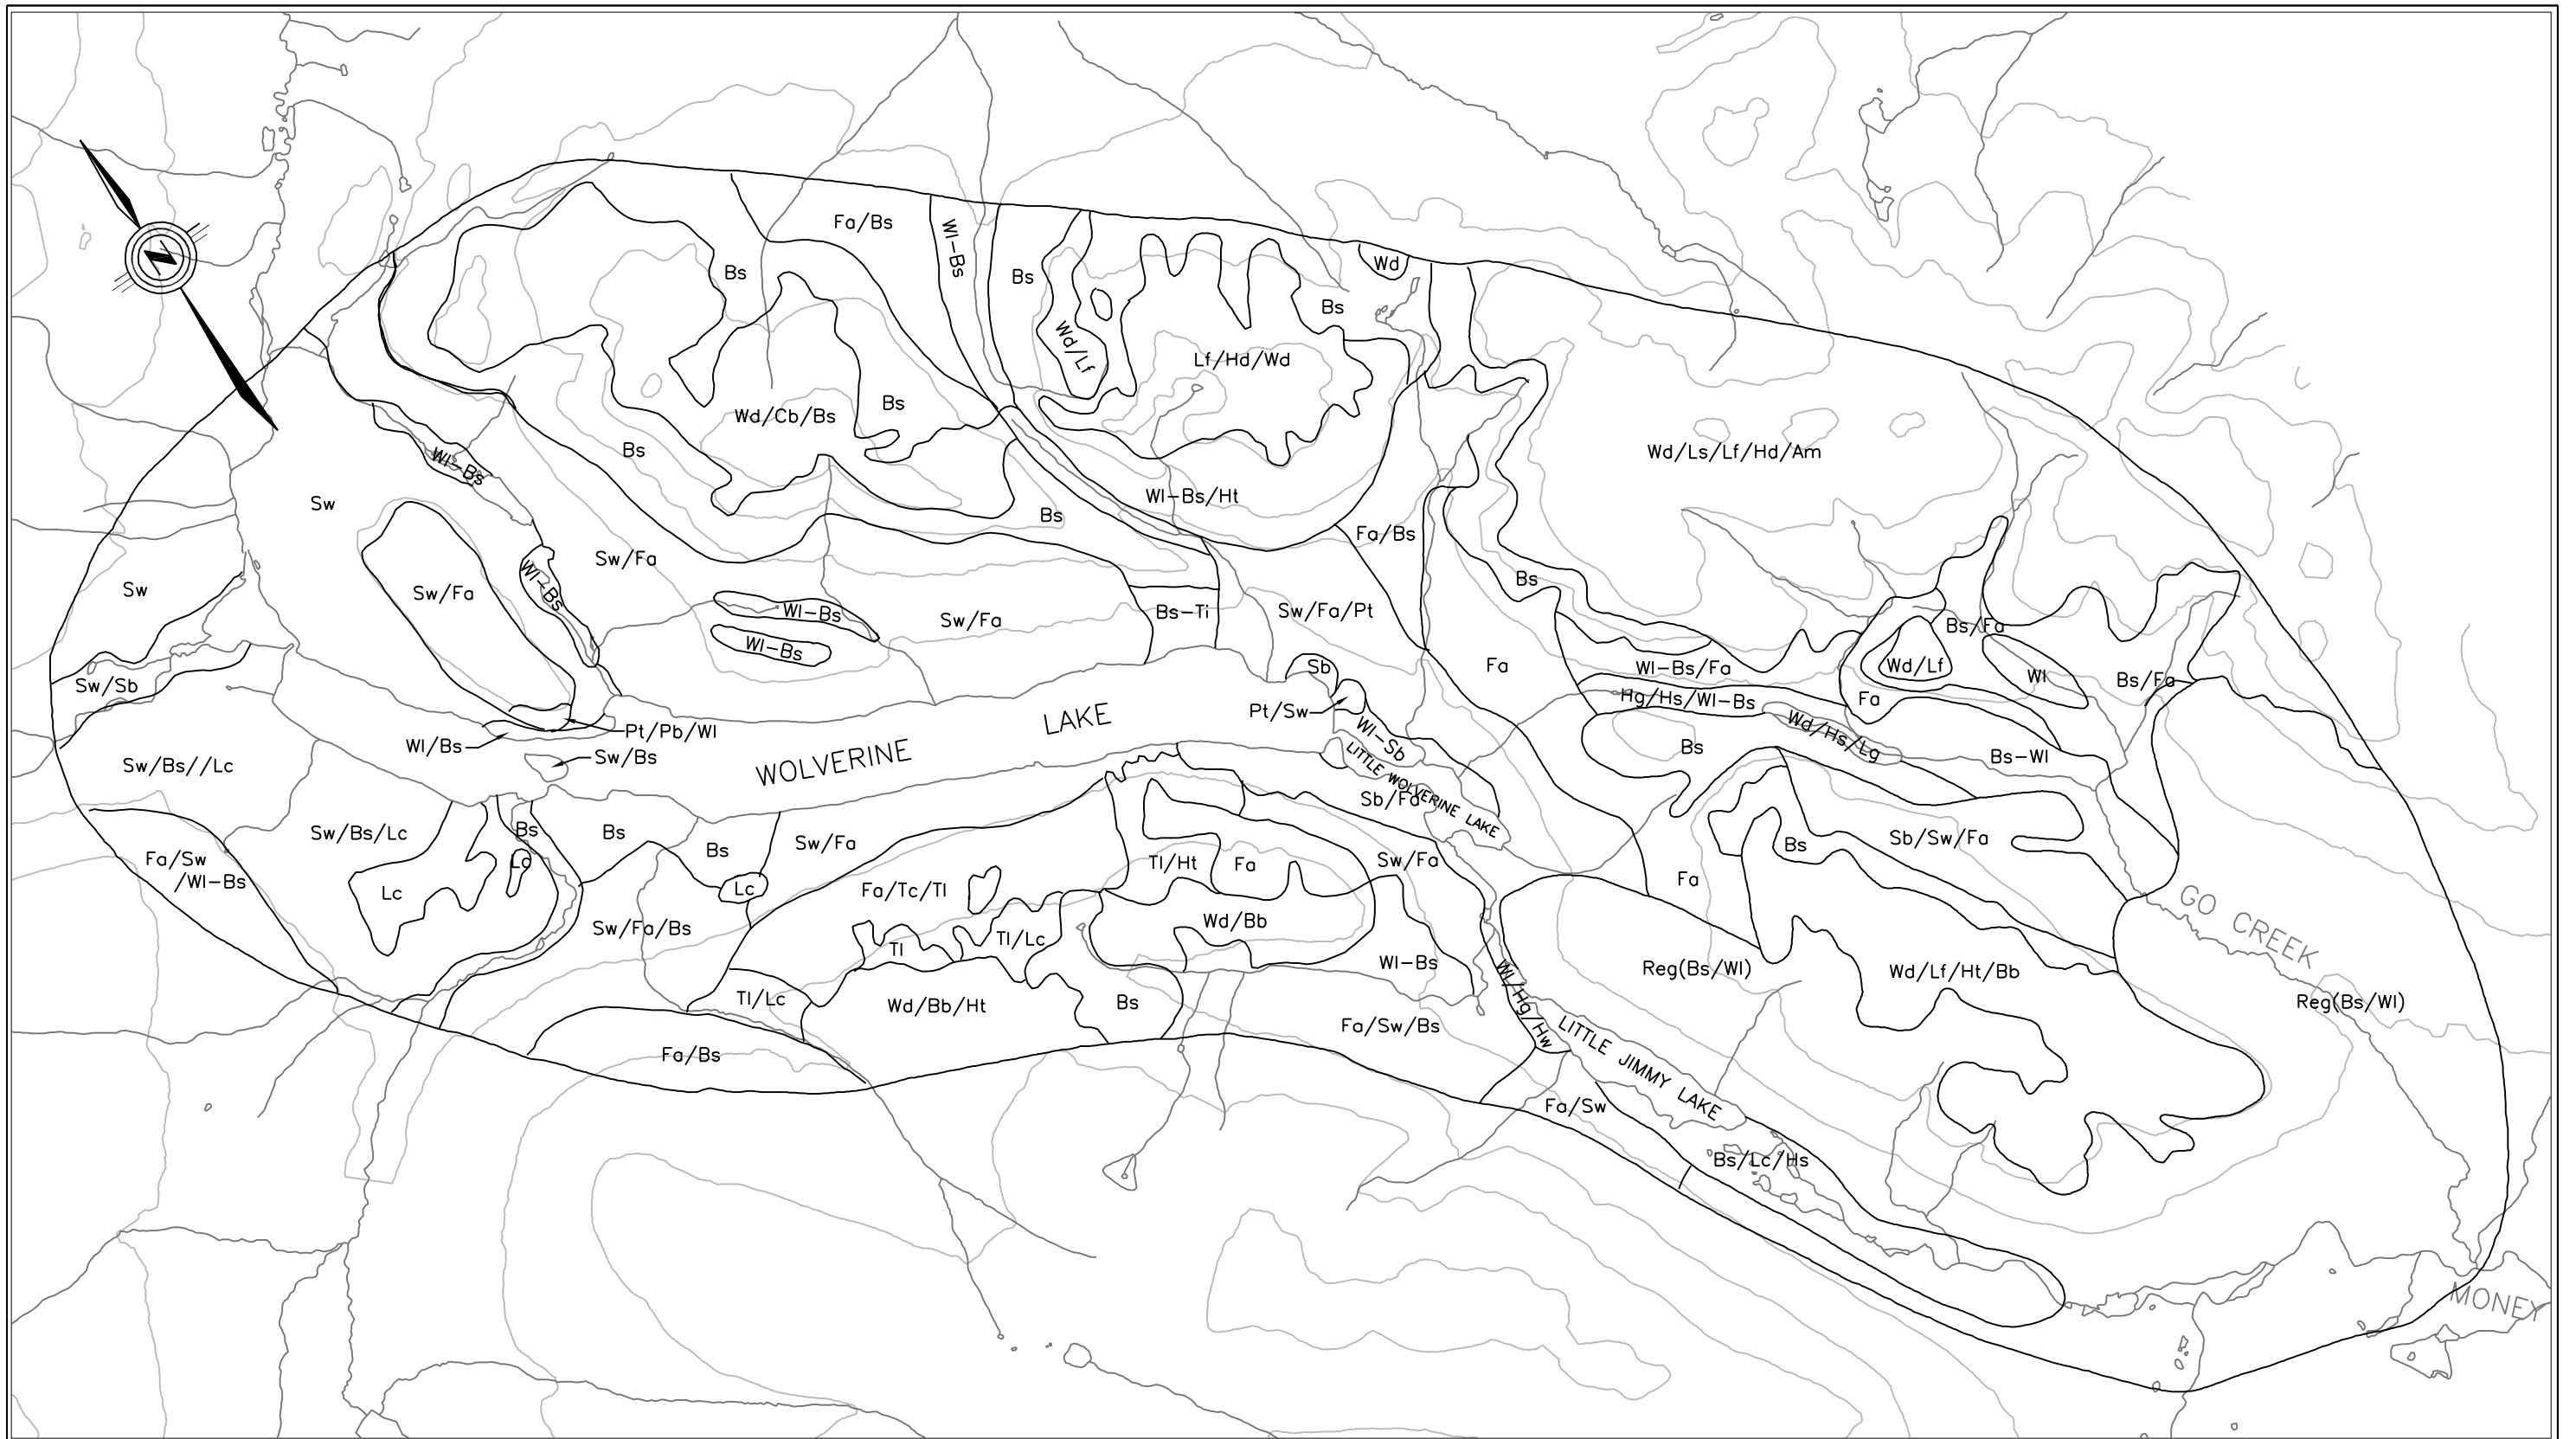 Fa/Bs
Wl-Bs
Bs
Bs
Wd
Bs
N
Wd/Lf
Lf/Hd/Wd
Wd/Cb/Bs
Bs
Bs
Wd/Ls/Lf/Hd/Am
Wl-Bs
Sw
Wl-Bs/Ht
Bs
Fa/Bs
Sw/Fa
Bs
Sw
Sw/Fa
Wl-Bs
Wl-Bs
Sw/Fa
Bs-Ti
Sw/Fa/Pt
Bs/Fa
Wl-Bs
Sb
Fa
Wl-Bs/Fa
Wd/Lf
Wl
Bs/Fa
Sw/Sb
Hg/Hs/Wl-Bs
Fa
Pt/Sw
LAKE
Pt/Pb/Wl
Wl/Bs
Wl-Sb
Bs
Wd/Hs/Lg
Bs-Wl
WOLVERINE
Sw/Bs
Sw/Bs//Lc
LITTLE WOLVERINE LAKE
Sb/Fa
Sw/Bs/Lc
Bs
Bs
Bs
Sw/Fa
Sb/Sw/Fa
Bs
Fa/Sw
/Wl-Bs
Lc
Lc
Lc
Fa/Tc/Tl
Tl/Ht
Fa
Sw/Fa
Fa
GO CREEK
Sw/Fa/Bs
Tl
Tl/Lc
Wd/Bb
Wl-Bs
Reg(Bs/Wl)
Wd/Lf/Ht/Bb
Tl/Lc
Wd/Bb/Ht
Bs
Wl/Hg/Hw
Reg(Bs/Wl)
Fa/Sw/Bs
Fa/Bs
LITTLE JIMMY LAKE
Fa/Sw
Bs/Lc/Hs
MONEY